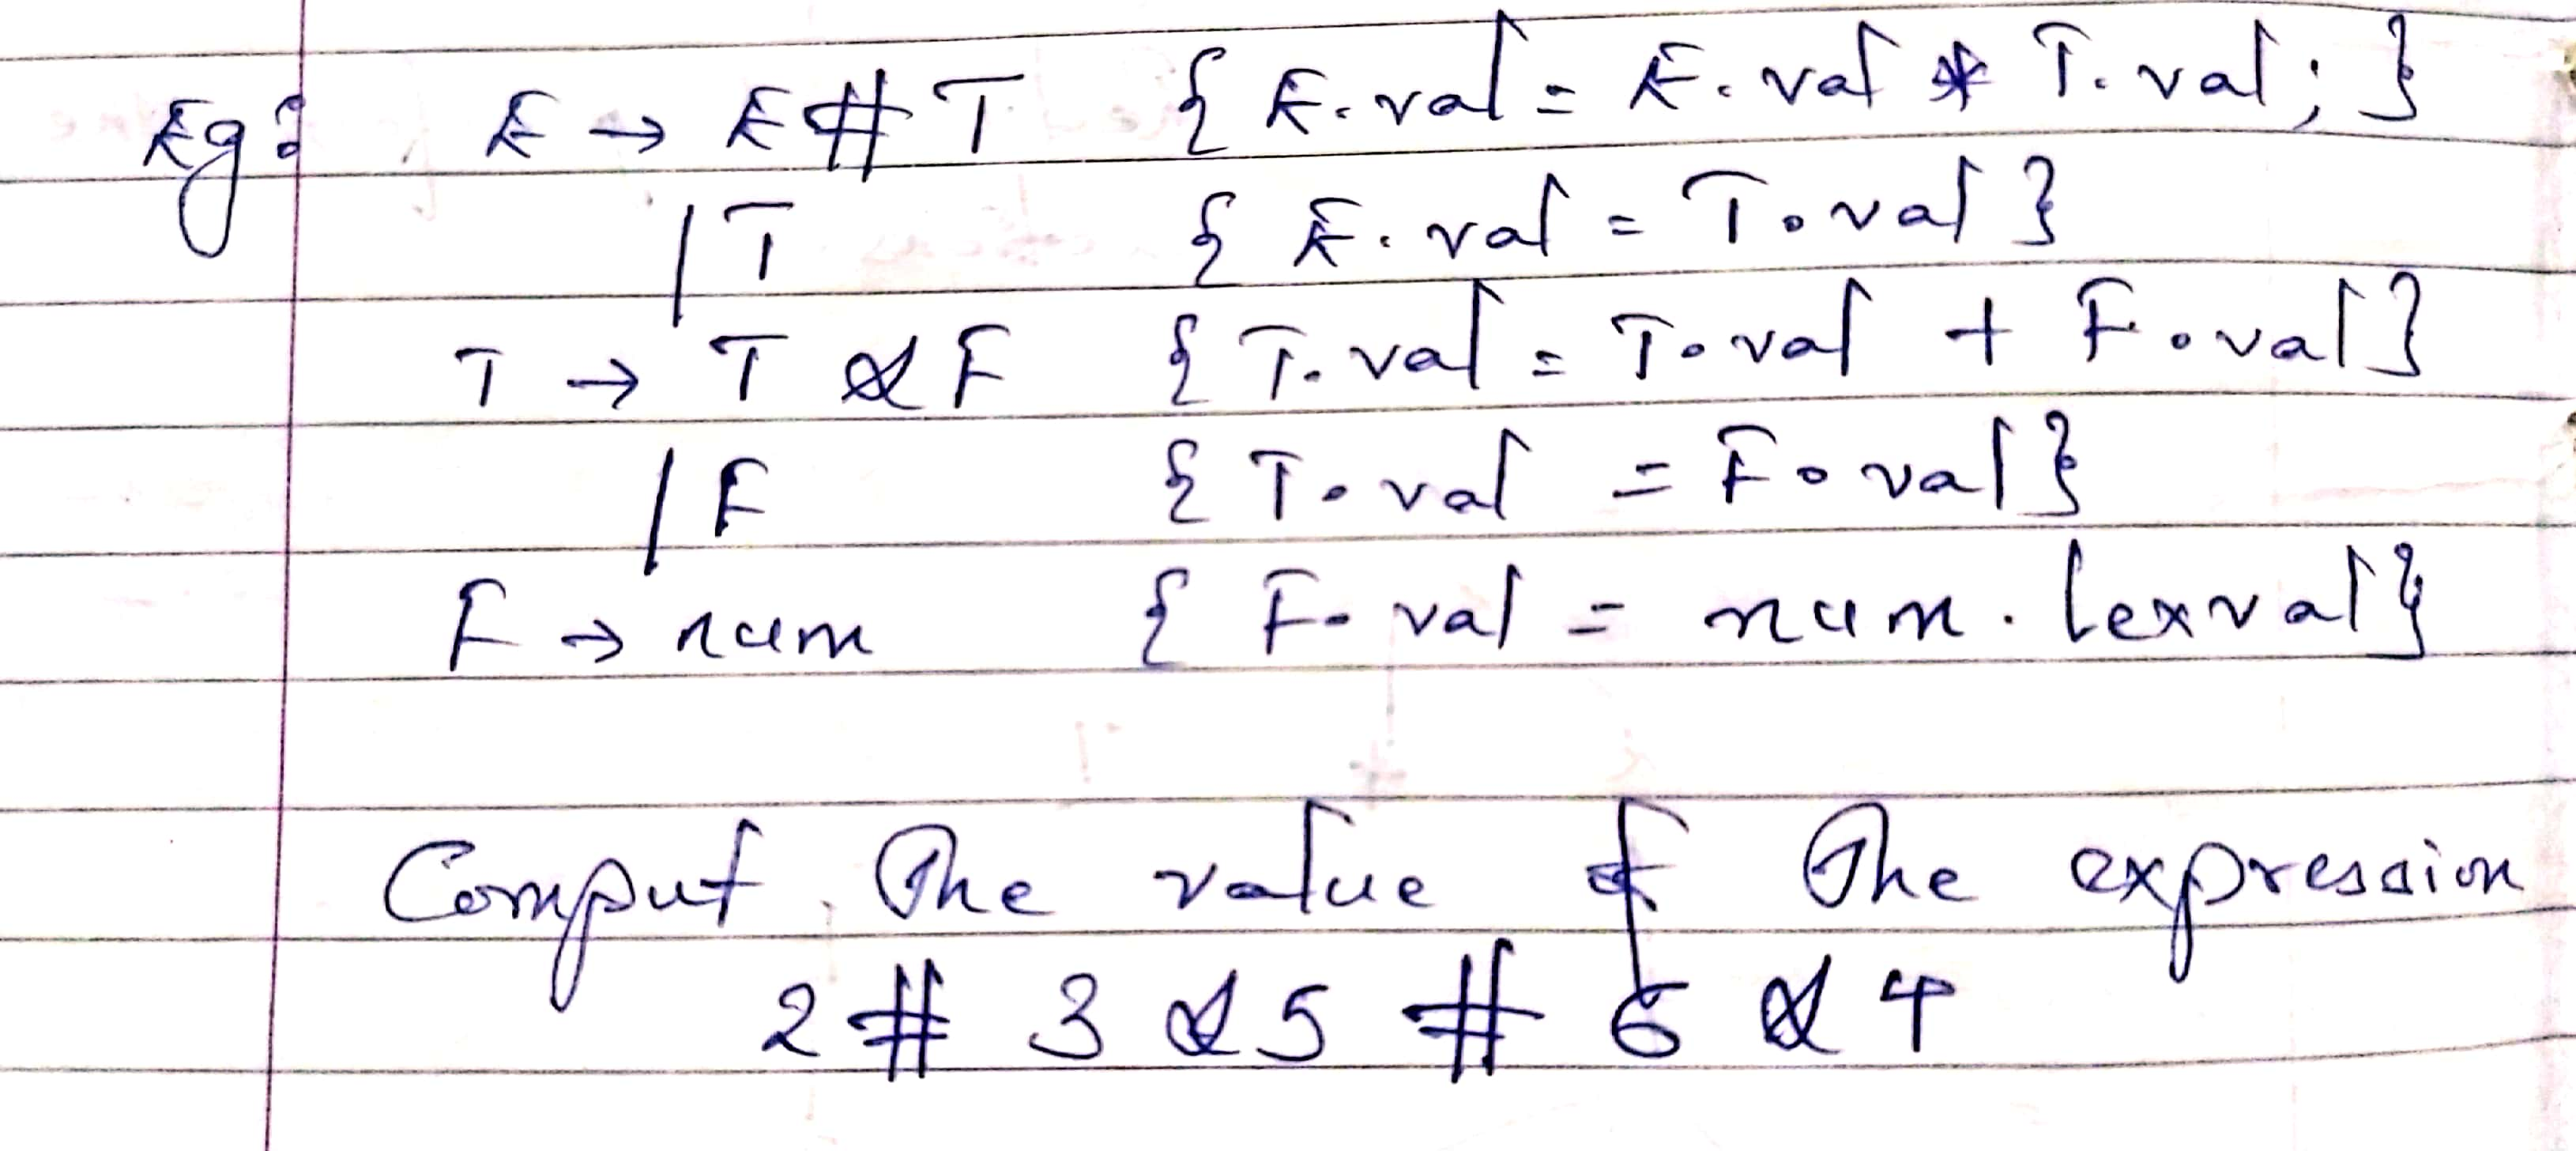 Eg: E → E # T { E.val = E.val * T.val; }
| T { E.val = T.val }
T → T & F { T.val = T.val + F.val }
| F { T.val = F.val }
F → num { F.val = num.lexval }
Comput the value of the expression
2 # 3 & 5 # 6 & 4